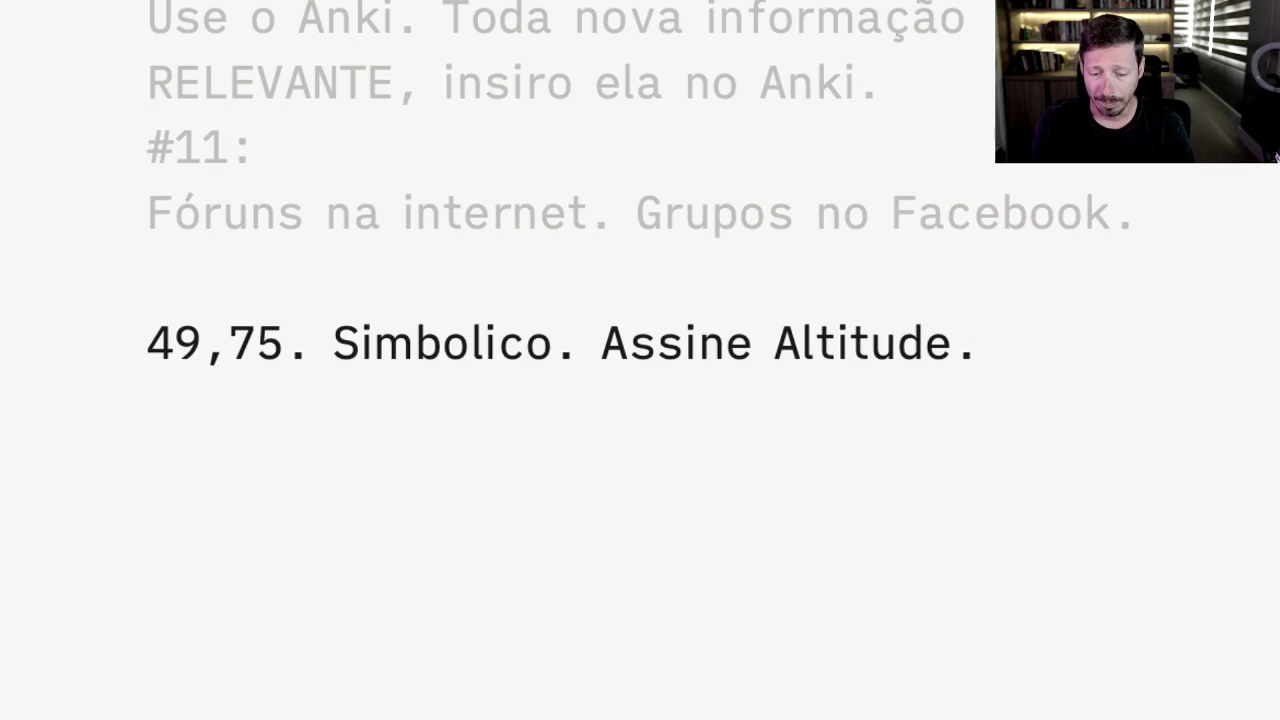 Use o Anki. Toda nova informação
RELEVANTE, insiro ela no Anki.
#11:
Fóruns na internet. Grupos no Facebook.
49,75. Simbolico. Assine Altitude.